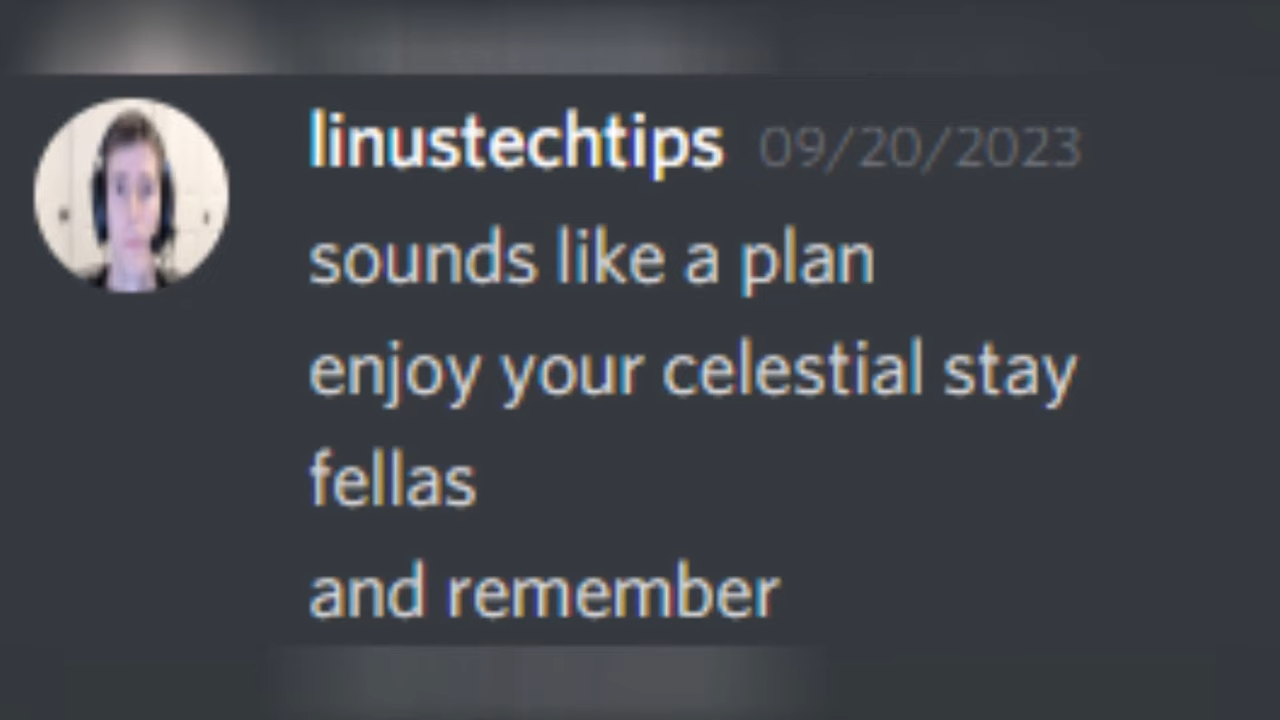 linustechtips 09/20/2023
sounds like a plan
enjoy your celestial stay
fellas
and remember